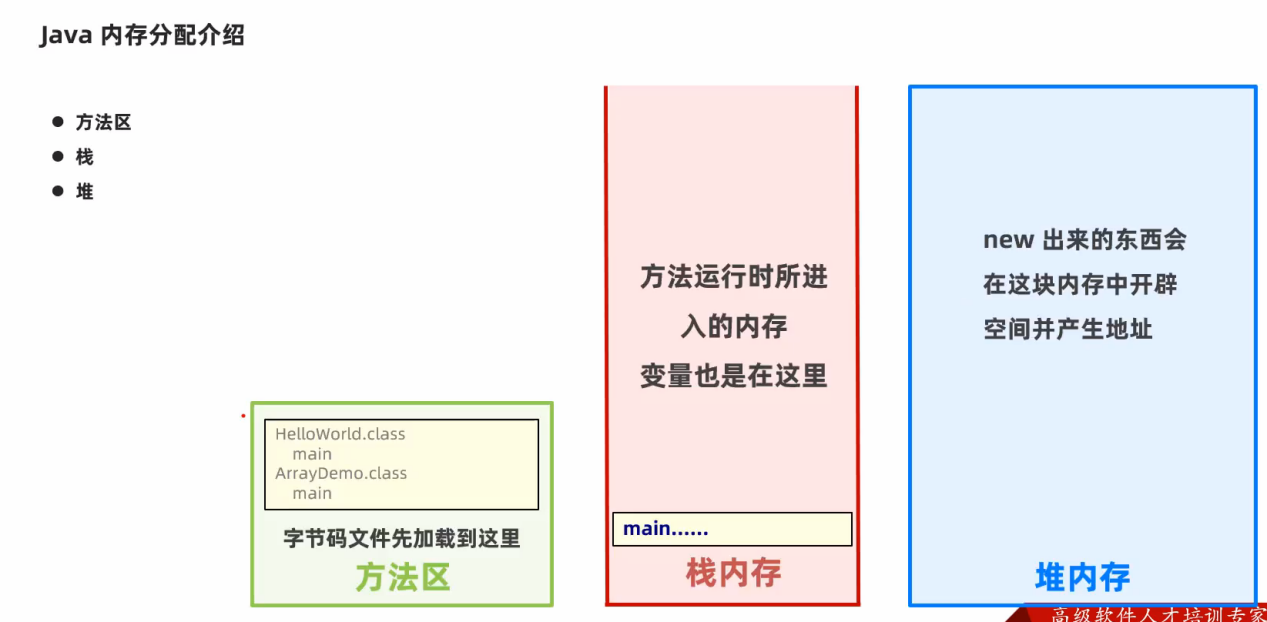 Java 内存分配介绍
方法区
栈
堆
HelloWorld.class
main
ArrayDemo.class
main
字节码文件先加载到这里
方法区
方法运行时所进
入的内存
变量也是在这里
main......
栈内存
new 出来的东西会
在这块内存中开辟
空间并产生地址
堆内存
高级软件人才培训专家